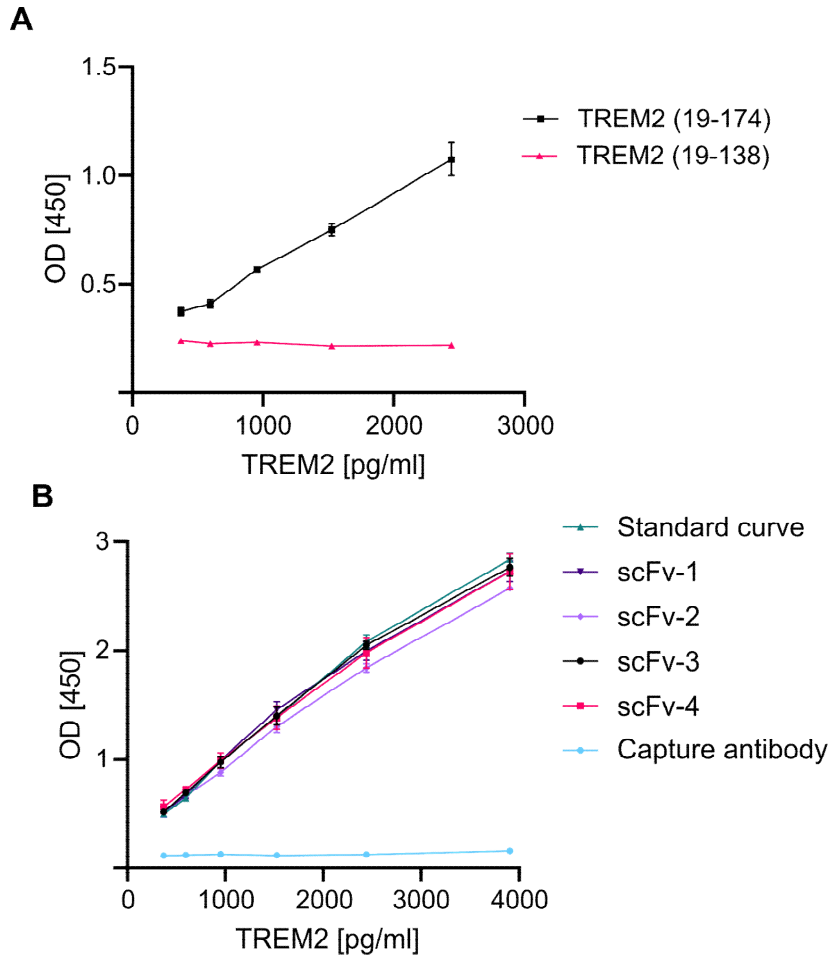 A
1.5
1.0
0.5
OD [450]
0
1000
2000
3000
TREM2 [pg/ml]
TREM2 (19-174)
TREM2 (19-138)
B
3
2
1
OD [450]
0
1000
2000
3000
4000
TREM2 [pg/ml]
Standard curve
scFv-1
scFv-2
scFv-3
scFv-4
Capture antibody